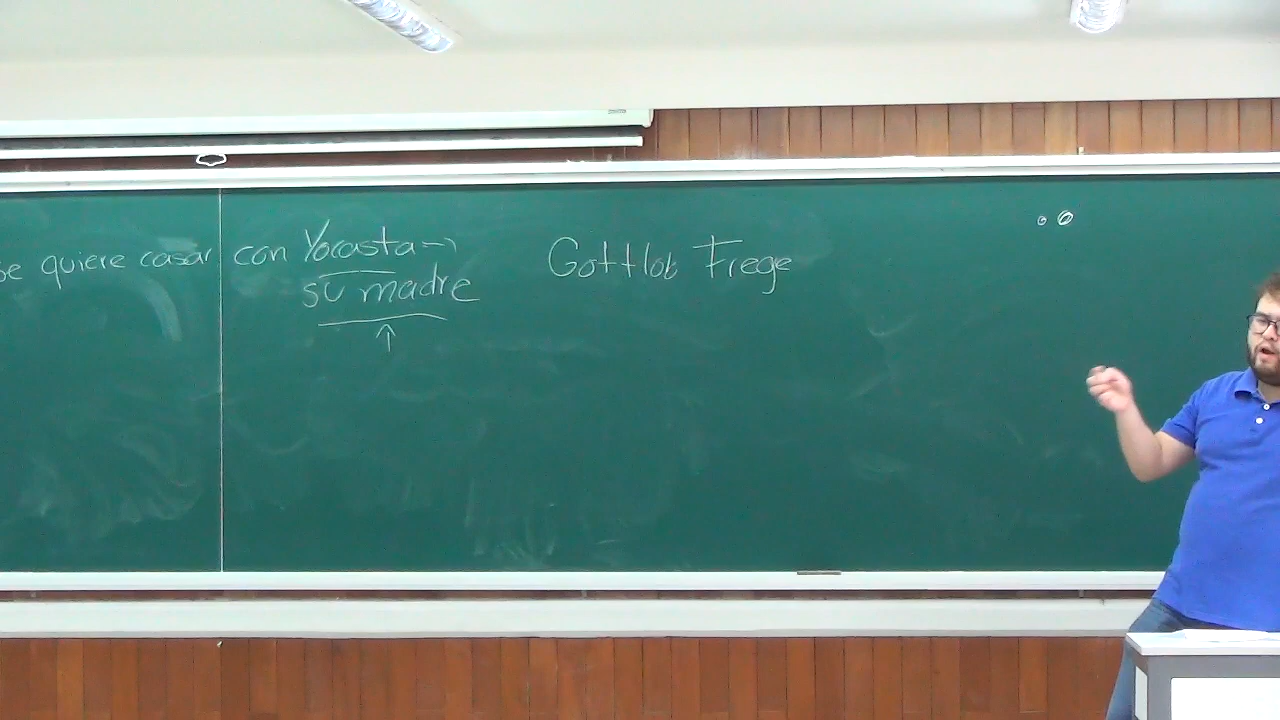 se quiere casar con Yocasta →
su madre
↑
Gottlob Frege